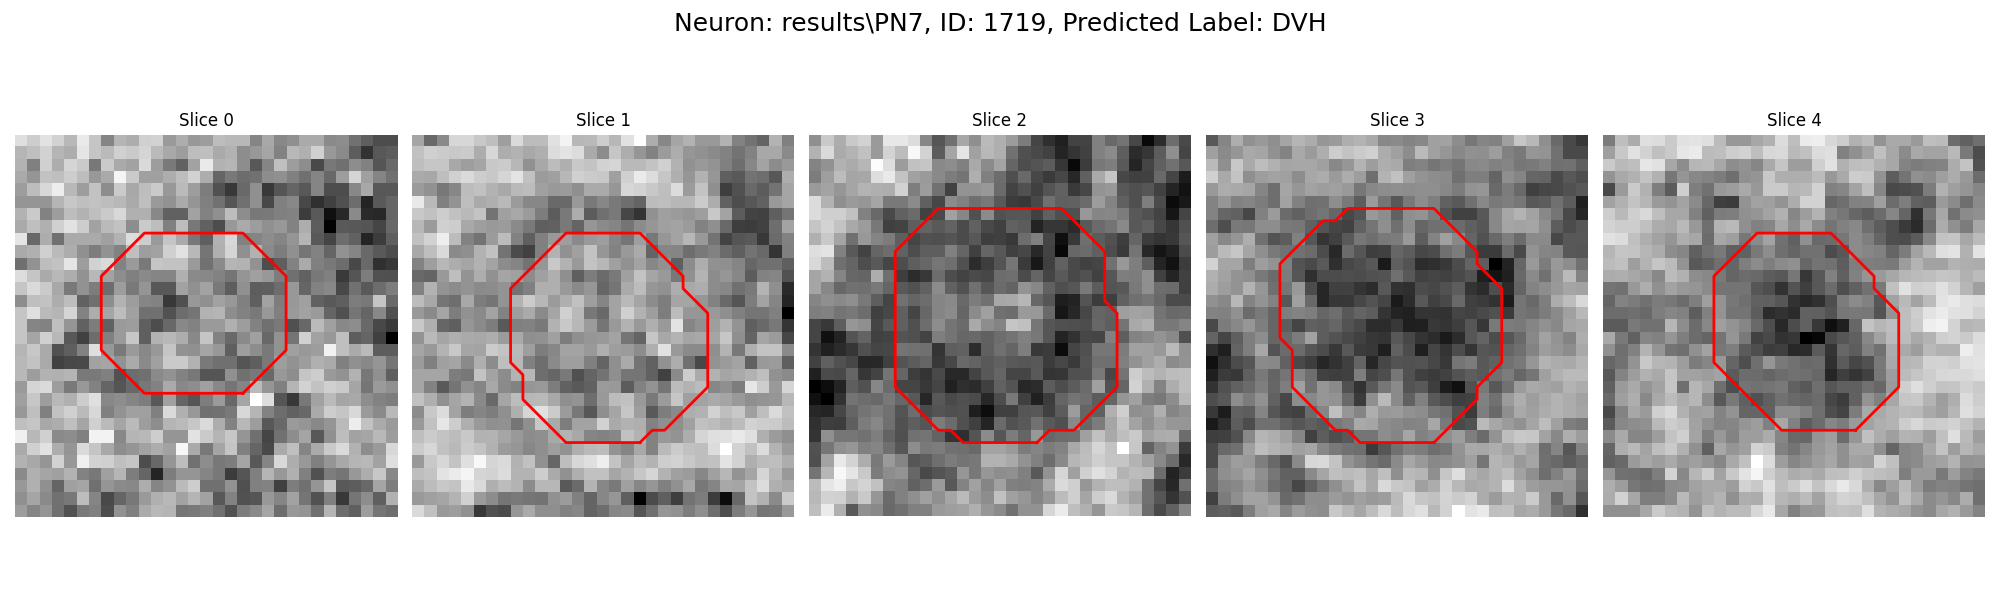 Neuron: results\PN7, ID: 1719, Predicted Label: DVH
Slice 0
Slice 1
Slice 2
Slice 3
Slice 4